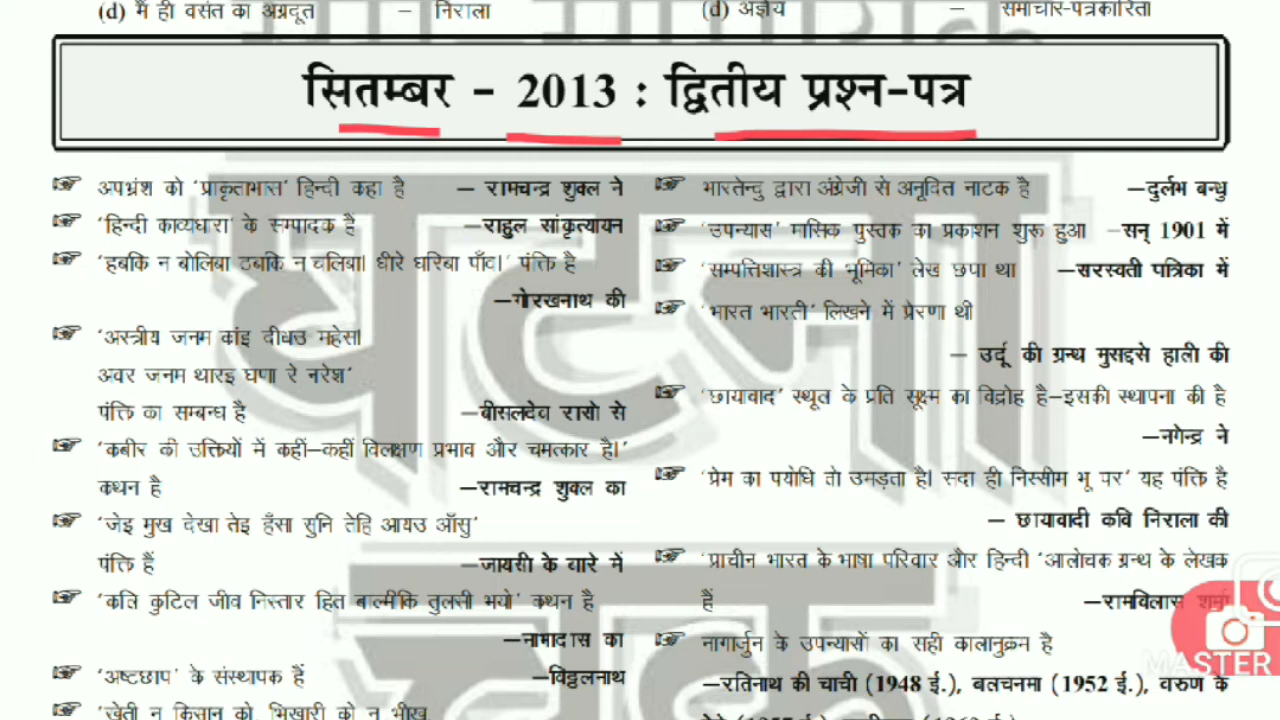 (d) मैं ही वसंत का अग्रदूत – निराला
(d) अज्ञेय – समाचार-पत्रकारिता
सितम्बर - 2013 : द्वितीय प्रश्न-पत्र
अपभ्रंश को 'प्राकृताभास' हिन्दी कहा है — रामचन्द्र शुक्ल ने
'हिन्दी काव्यधारा' के सम्पादक है —राहुल सांकृत्यायन
'हबकि न बोलिबा ठबकि न चलिबा। धीरे धरिबा पाँव।' पंक्ति है
—गोरखनाथ की
'अस्त्रीय जनम कांइ दीधउ महेस।
अवर जनम थारइ घणा रे नरेश'
पंक्ति का सम्बन्ध है —बीसलदेव रासो से
'कबीर की उक्तियों में कहीं–कहीं विलक्षण प्रभाव और चमत्कार है।'
कथन है —रामचन्द्र शुक्ल का
'जेइ मुख देखा तेइ हँसा सुनि तेहि आयउ आँसु'
पंक्ति हैं —जायसी के बारे में
'कलि कुटिल जीव निस्तार हित बाल्मीकि तुलसी भयो' कथन है
—नाभादास का
'अष्टछाप' के संस्थापक हैं —विट्ठलनाथ
'खेती न किसान को, भिखारी को न भीख
भारतेन्दु द्वारा अंग्रेजी से अनूदित नाटक है —दुर्लभ बन्धु
'उपन्यास' मासिक पुस्तक का प्रकाशन शुरू हुआ –सन् 1901 में
'सम्पत्तिशास्त्र की भूमिका' लेख छपा था —सरस्वती पत्रिका में
'भारत भारती' लिखने में प्रेरणा थी
— उर्दू की ग्रन्थ मुसद्दसे हाली की
'छायावाद' स्थूल के प्रति सूक्ष्म का विद्रोह है–इसकी स्थापना की है
—नगेन्द्र ने
'प्रेम का पयोधि तो उमड़ता है। सदा ही निस्सीम भू पर' यह पंक्ति है
— छायावादी कवि निराला की
'प्राचीन भारत के भाषा परिवार और हिन्दी 'आलोचक ग्रन्थ के लेखक
हैं —रामविलास शर्मा
नागार्जुन के उपन्यासों का सही कालानुक्रम है
—रतिनाथ की चाची (1948 ई.), बलचनमा (1952 ई.), वरुण के
घटना
चक्र
MASTER